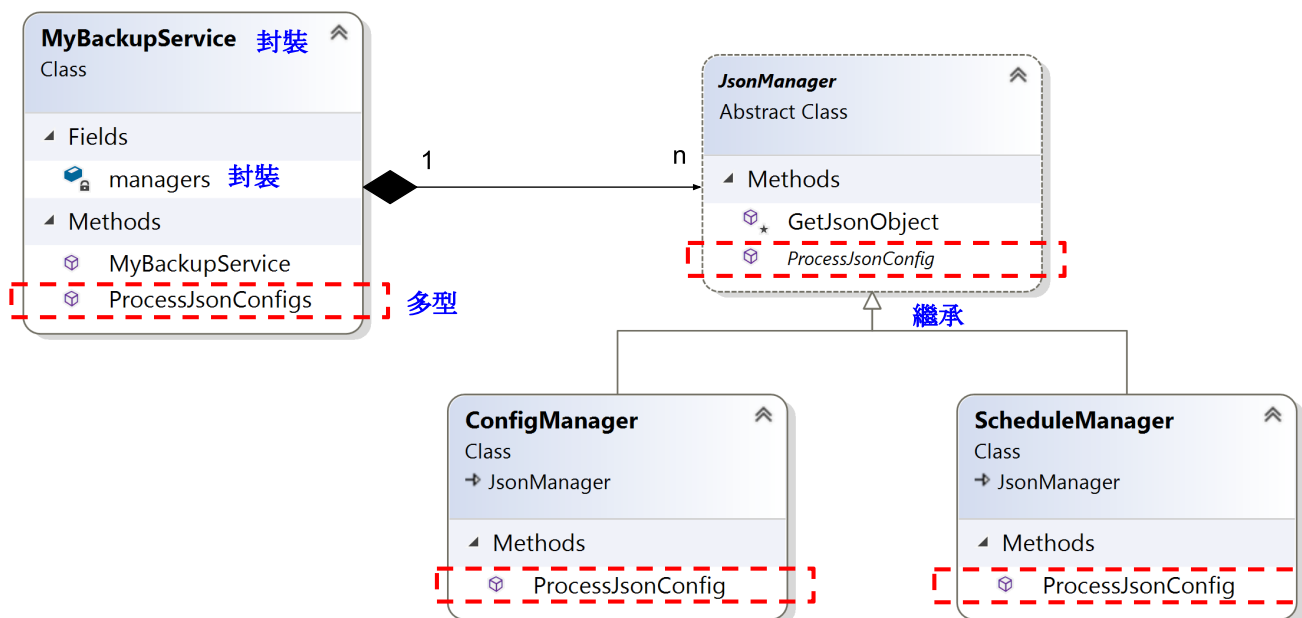 MyBackupService 封裝
Class
Fields
managers 封裝
Methods
MyBackupService
ProcessJsonConfigs
多型
1
n
JsonManager
Abstract Class
Methods
GetJsonObject
ProcessJsonConfig
繼承
ConfigManager
Class
JsonManager
Methods
ProcessJsonConfig
ScheduleManager
Class
JsonManager
Methods
ProcessJsonConfig